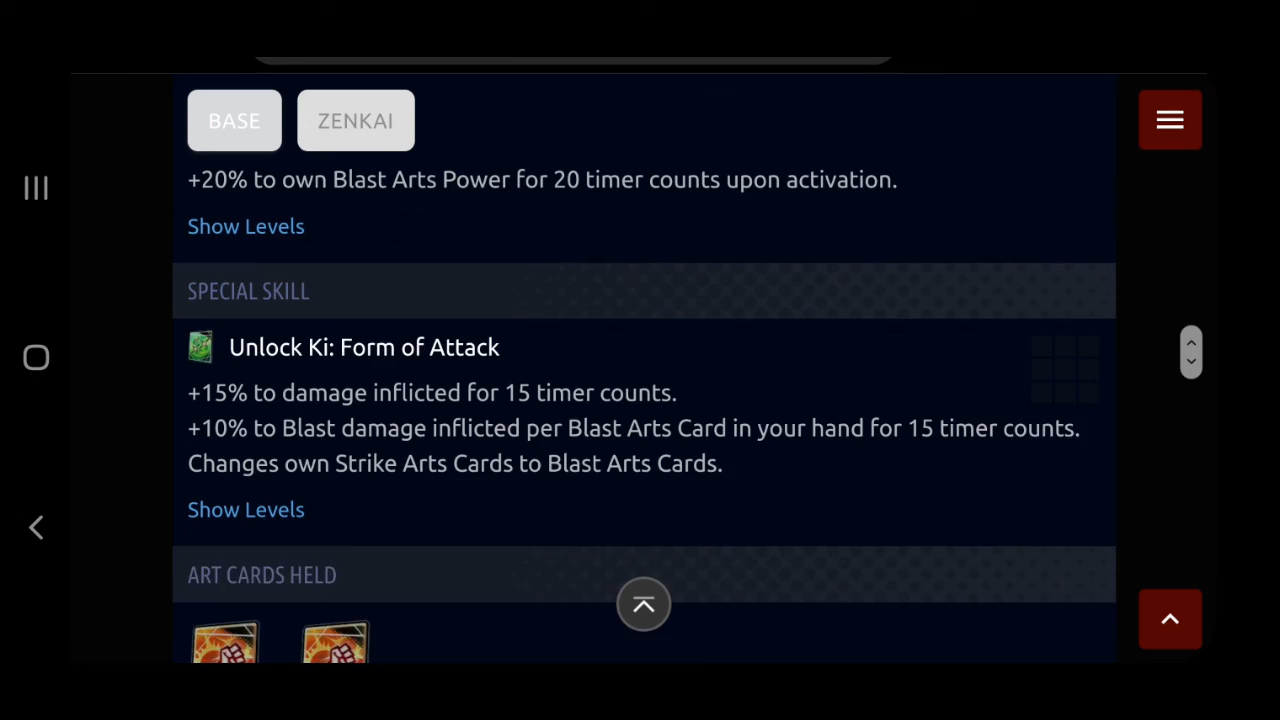 BASE
ZENKAI
+20% to own Blast Arts Power for 20 timer counts upon activation.
Show Levels
SPECIAL SKILL
Unlock Ki: Form of Attack
+15% to damage inflicted for 15 timer counts.
+10% to Blast damage inflicted per Blast Arts Card in your hand for 15 timer counts.
Changes own Strike Arts Cards to Blast Arts Cards.
Show Levels
ART CARDS HELD